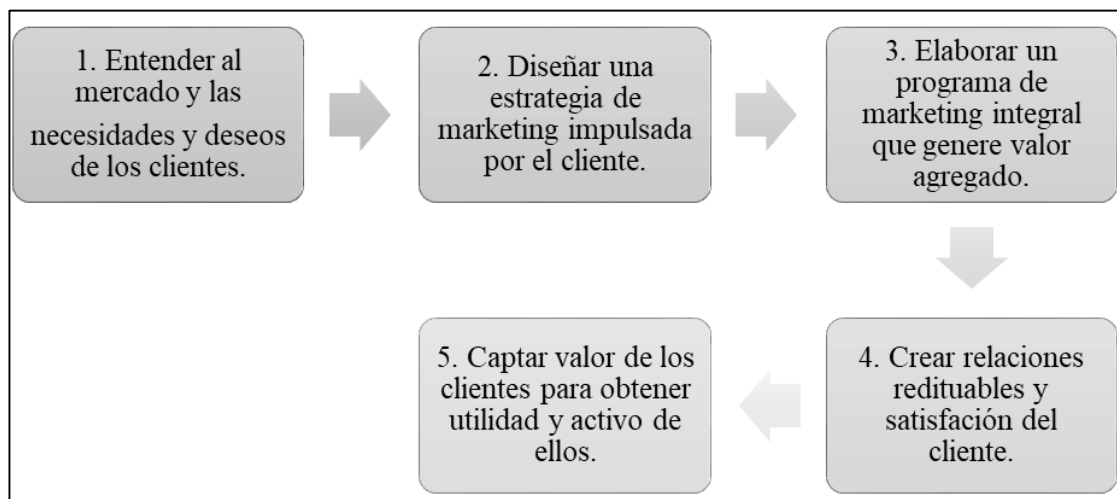 1. Entender al
mercado y las
necesidades y deseos
de los clientes.
2. Diseñar una
estrategia de
marketing impulsada
por el cliente.
3. Elaborar un
programa de
marketing integral
que genere valor
agregado.
4. Crear relaciones
redituables y
satisfacción del
cliente.
5. Captar valor de los
clientes para obtener
utilidad y activo de
ellos.